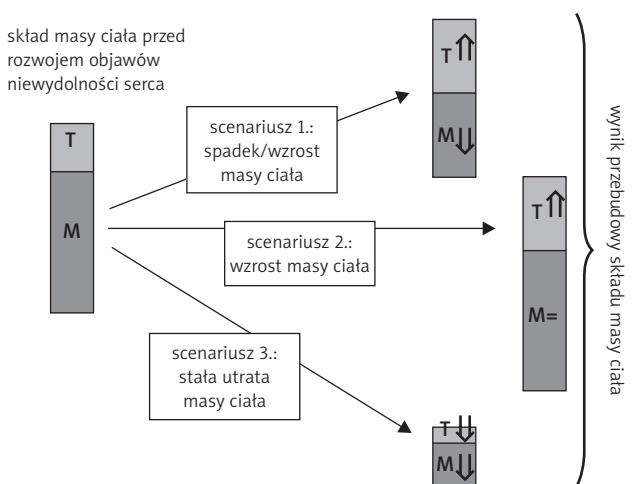 skład masy ciała przed
rozwojem objawów
niewydolności serca
T
M
scenariusz 1.:
spadek/wzrost
masy ciała
T⇑
M⇓
scenariusz 2.:
wzrost masy ciała
T⇑
M=
scenariusz 3.:
stała utrata
masy ciała
T⇓
M⇓
wynik przebudowy składu masy ciała